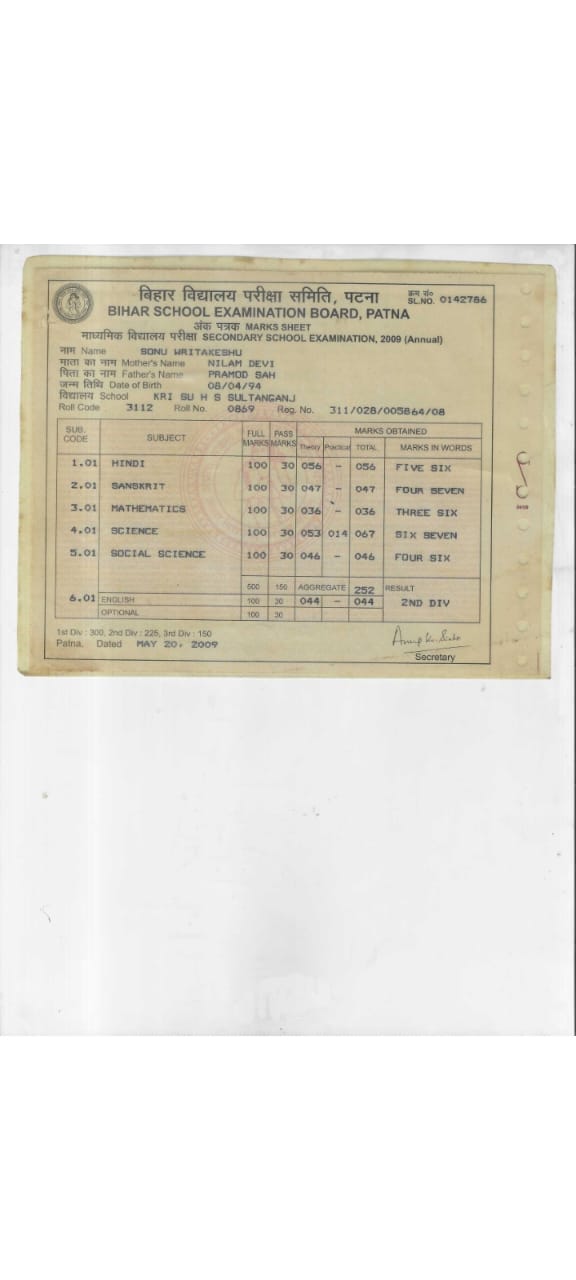 बिहार विद्यालय परीक्षा समिति, पटना
क्रम सं०
BIHAR SCHOOL EXAMINATION BOARD, PATNA
SL.NO. 0142786
अंक पत्रक MARKS SHEET
माध्यमिक विद्यालय परीक्षा SECONDARY SCHOOL EXAMINATION, 2009 (Annual)
नाम Name SONU WRITAKESHU
माता का नाम Mother's Name NILAM DEVI
पिता का नाम Father's Name PRAMOD SAH
जन्म तिथि Date of Birth 08/04/94
विद्यालय School KRI SU H S SULTANGANJ
Roll Code 3112 Roll No. 0869 Reg. No. 311/028/005864/08
SUB. CODE SUBJECT FULL MARKS PASS MARKS MARKS OBTAINED
Theory Practical TOTAL MARKS IN WORDS
1.01 HINDI 100 30 056 - 056 FIVE SIX
2.01 SANSKRIT 100 30 047 - 047 FOUR SEVEN
3.01 MATHEMATICS 100 30 036 - 036 THREE SIX
4.01 SCIENCE 100 30 053 014 067 SIX SEVEN
5.01 SOCIAL SCIENCE 100 30 046 - 046 FOUR SIX
500 150 AGGREGATE 252 RESULT
6.01 ENGLISH 100 30 044 - 044 2ND DIV
OPTIONAL 100 30
1st Div : 300, 2nd Div : 225, 3rd Div : 150
Patna, Dated MAY 20, 2009
Secretary